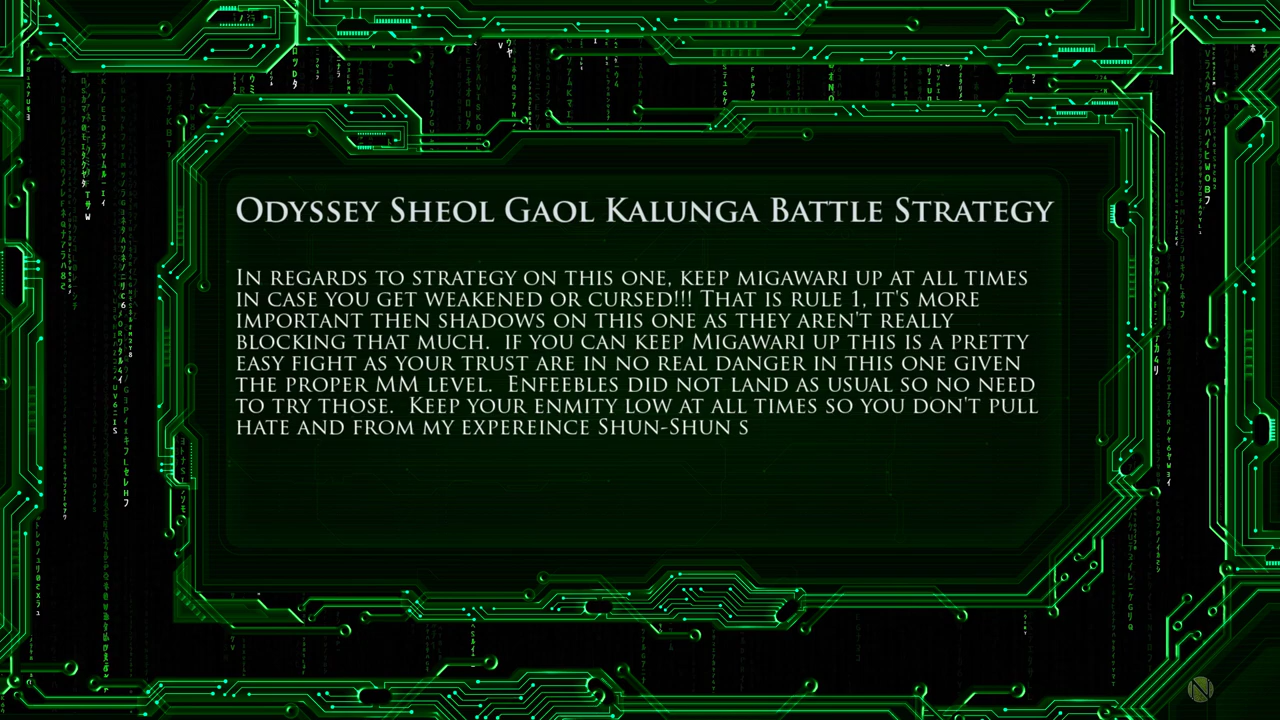 Odyssey Sheol Gaol Kalunga Battle Strategy
In regards to strategy on this one, keep migawari up at all times
in case you get weakened or cursed!!! That is rule 1, it's more
important then shadows on this one as they aren't really
blocking that much.  if you can keep Migawari up this is a pretty
easy fight as your trust are in no real danger in this one given
the proper MM level.  Enfeebles did not land as usual so no need
to try those.  Keep your enmity low at all times so you don't pull
hate and from my expereince Shun-Shun s